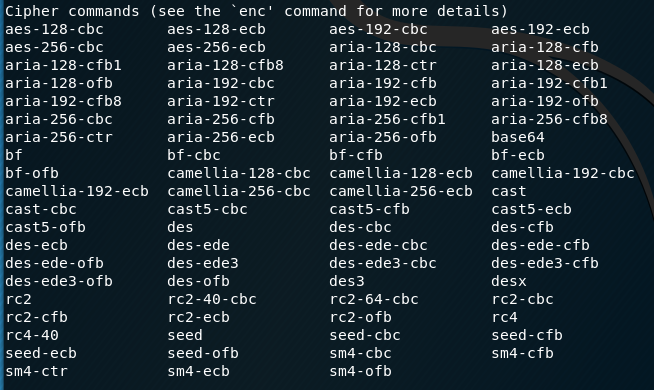 Cipher commands (see the `enc' command for more details)
aes-128-cbc aes-128-ecb aes-192-cbc aes-192-ecb
aes-256-cbc aes-256-ecb aria-128-cbc aria-128-cfb
aria-128-cfb1 aria-128-cfb8 aria-128-ctr aria-128-ecb
aria-128-ofb aria-192-cbc aria-192-cfb aria-192-cfb1
aria-192-cfb8 aria-192-ctr aria-192-ecb aria-192-ofb
aria-256-cbc aria-256-cfb aria-256-cfb1 aria-256-cfb8
aria-256-ctr aria-256-ecb aria-256-ofb base64
bf bf-cbc bf-cfb bf-ecb
bf-ofb camellia-128-cbc camellia-128-ecb camellia-192-cbc
camellia-192-ecb camellia-256-cbc camellia-256-ecb cast
cast-cbc cast5-cbc cast5-cfb cast5-ecb
cast5-ofb des des-cbc des-cfb
des-ecb des-ede des-ede-cbc des-ede-cfb
des-ede-ofb des-ede3 des-ede3-cbc des-ede3-cfb
des-ede3-ofb des-ofb des3 desx
rc2 rc2-40-cbc rc2-64-cbc rc2-cbc
rc2-cfb rc2-ecb rc2-ofb rc4
rc4-40 seed seed-cbc seed-cfb
seed-ecb seed-ofb sm4-cbc sm4-cfb
sm4-ctr sm4-ecb sm4-ofb